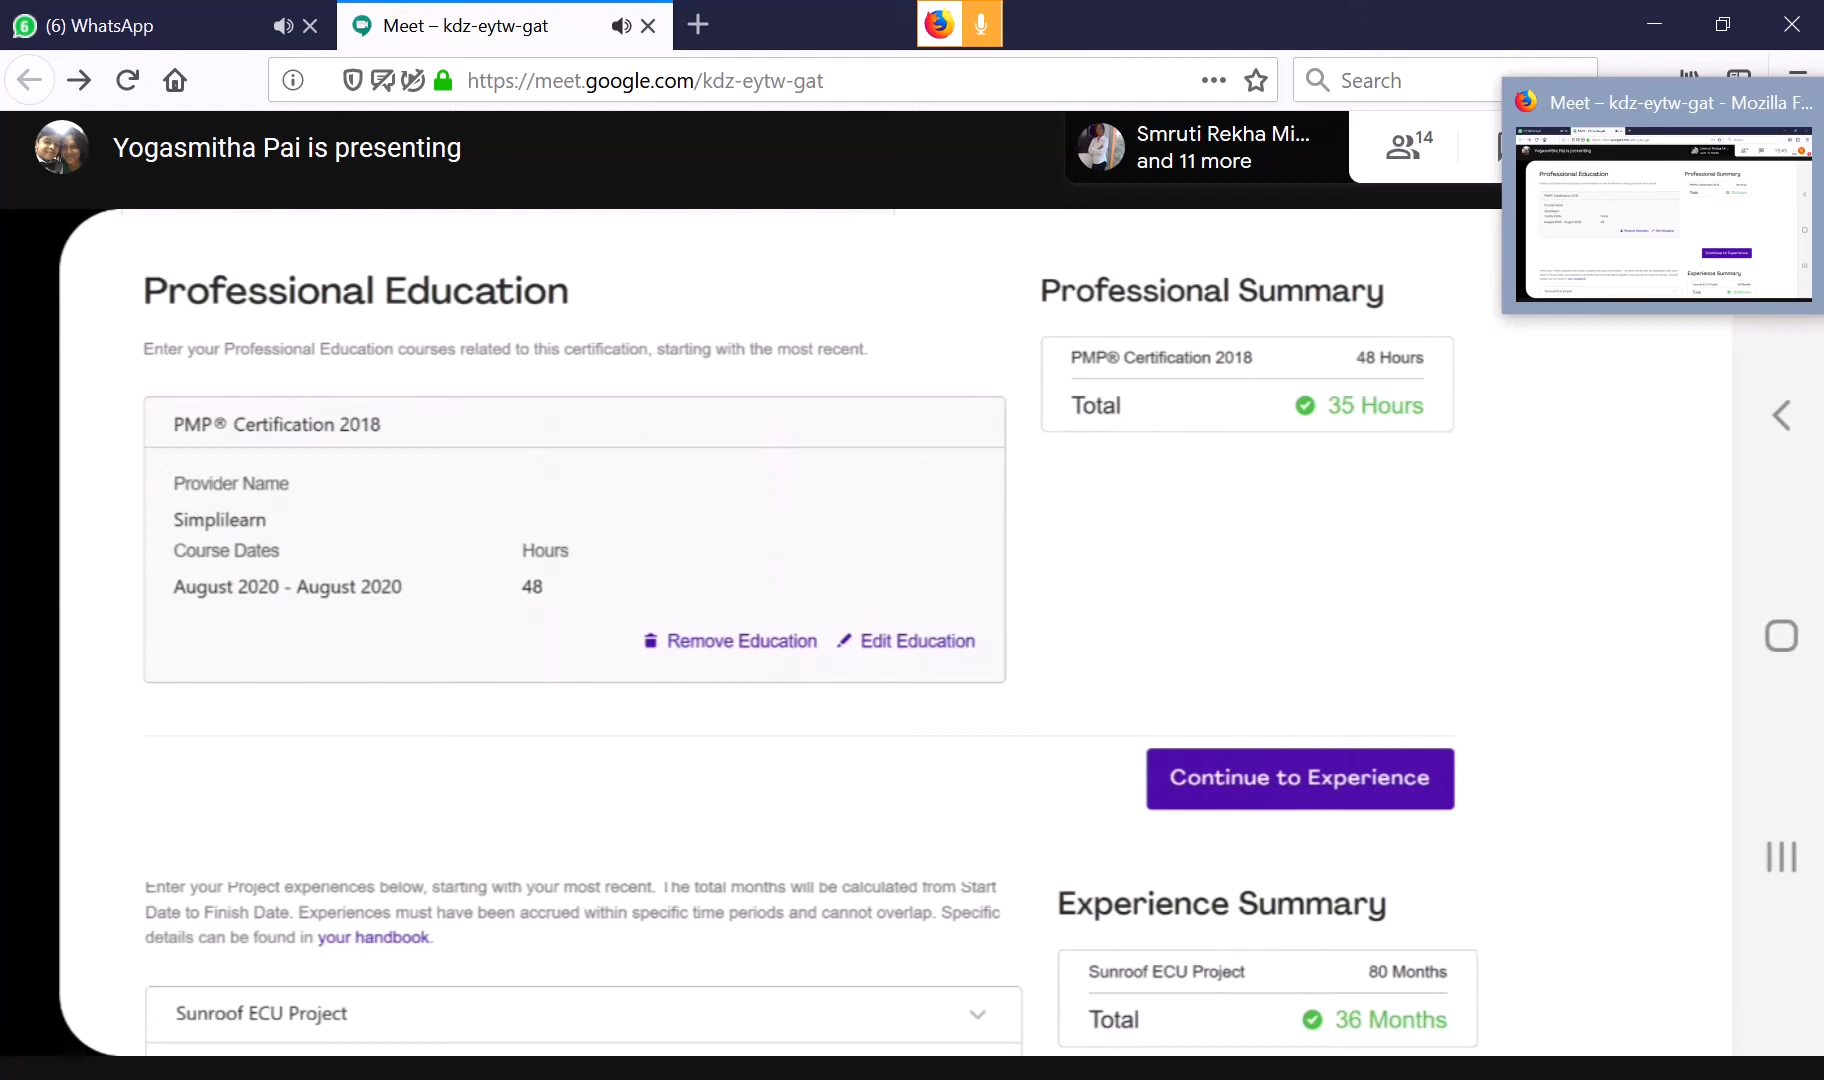 (6) WhatsApp
Meet – kdz-eytw-gat
https://meet.google.com/kdz-eytw-gat
Search
Meet – kdz-eytw-gat - Mozilla F...
Yogasmitha Pai is presenting
Smruti Rekha Mi...
and 11 more
14
Professional Education
Enter your Professional Education courses related to this certification, starting with the most recent.
PMP® Certification 2018
Provider Name
Simplilearn
Course Dates
Hours
August 2020 - August 2020
48
Remove Education
Edit Education
Professional Summary
PMP® Certification 2018
48 Hours
Total
35 Hours
Continue to Experience
Enter your Project experiences below, starting with your most recent. The total months will be calculated from Start
Date to Finish Date. Experiences must have been accrued within specific time periods and cannot overlap. Specific
details can be found in your handbook.
Sunroof ECU Project
Experience Summary
Sunroof ECU Project
80 Months
Total
36 Months